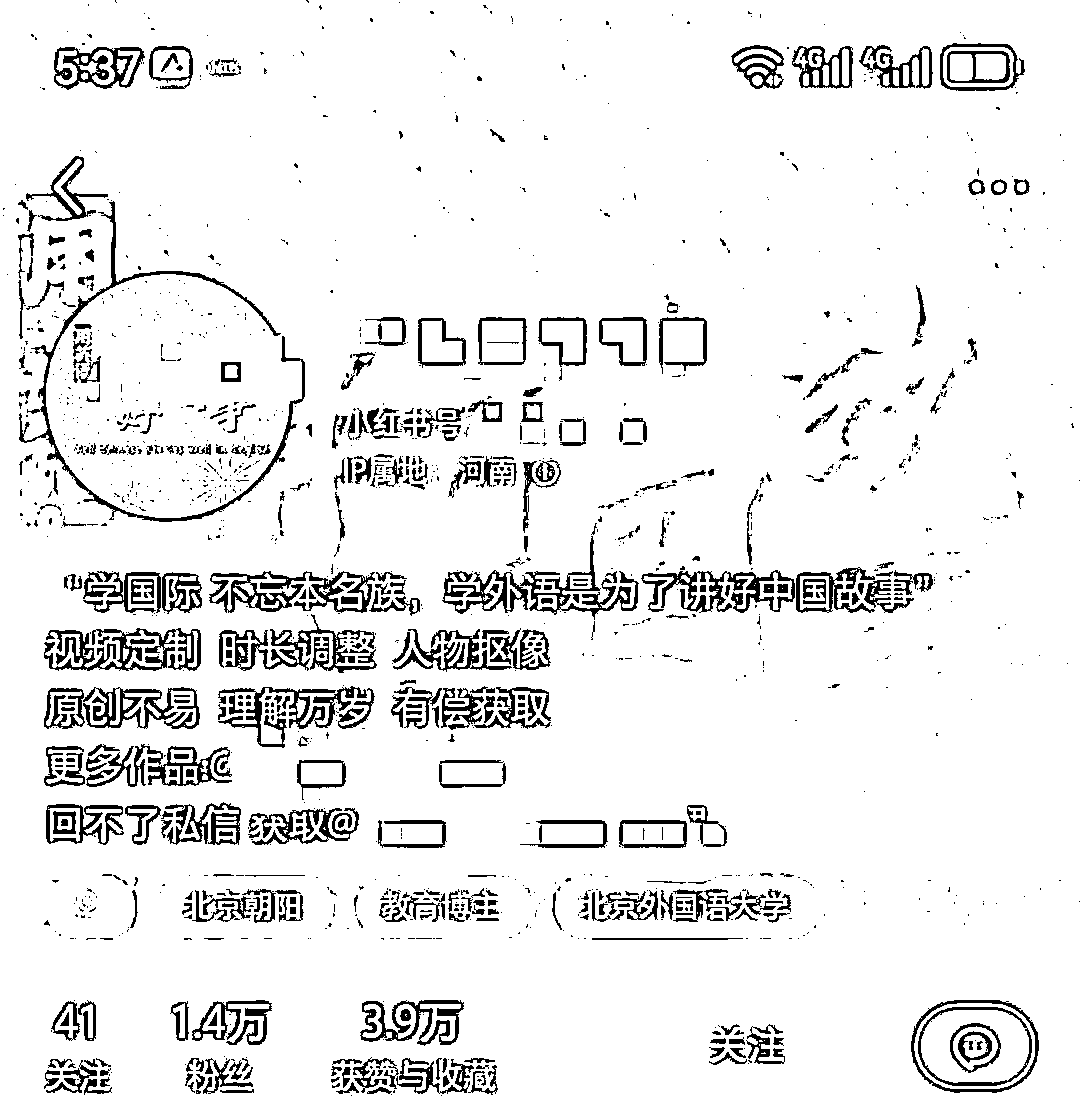 5:37
4G 4G
小红书号
IP属地 河南
“学国际 不忘本名族，学外语是为了讲好中国故事”
视频定制 时长调整 人物抠像
原创不易 理解万岁 有偿获取
更多作品:@
回不了私信 获取@
北京朝阳 教育博主 北京外国语大学
41 1.4万 3.9万
关注 粉丝 获赞与收藏 关注